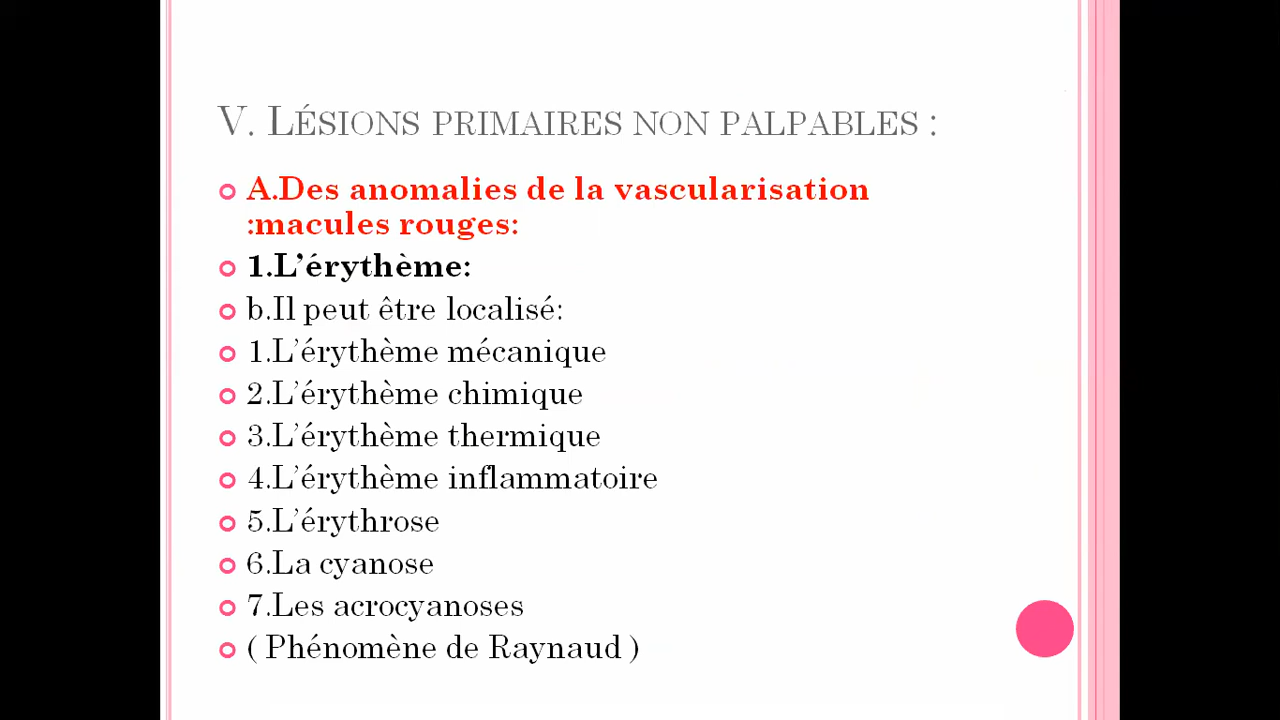 V. LÉSIONS PRIMAIRES NON PALPABLES :
A.Des anomalies de la vascularisation
:macules rouges:
1.L’érythème:
b.Il peut être localisé:
1.L’érythème mécanique
2.L’érythème chimique
3.L’érythème thermique
4.L’érythème inflammatoire
5.L’érythrose
6.La cyanose
7.Les acrocyanoses
( Phénomène de Raynaud )